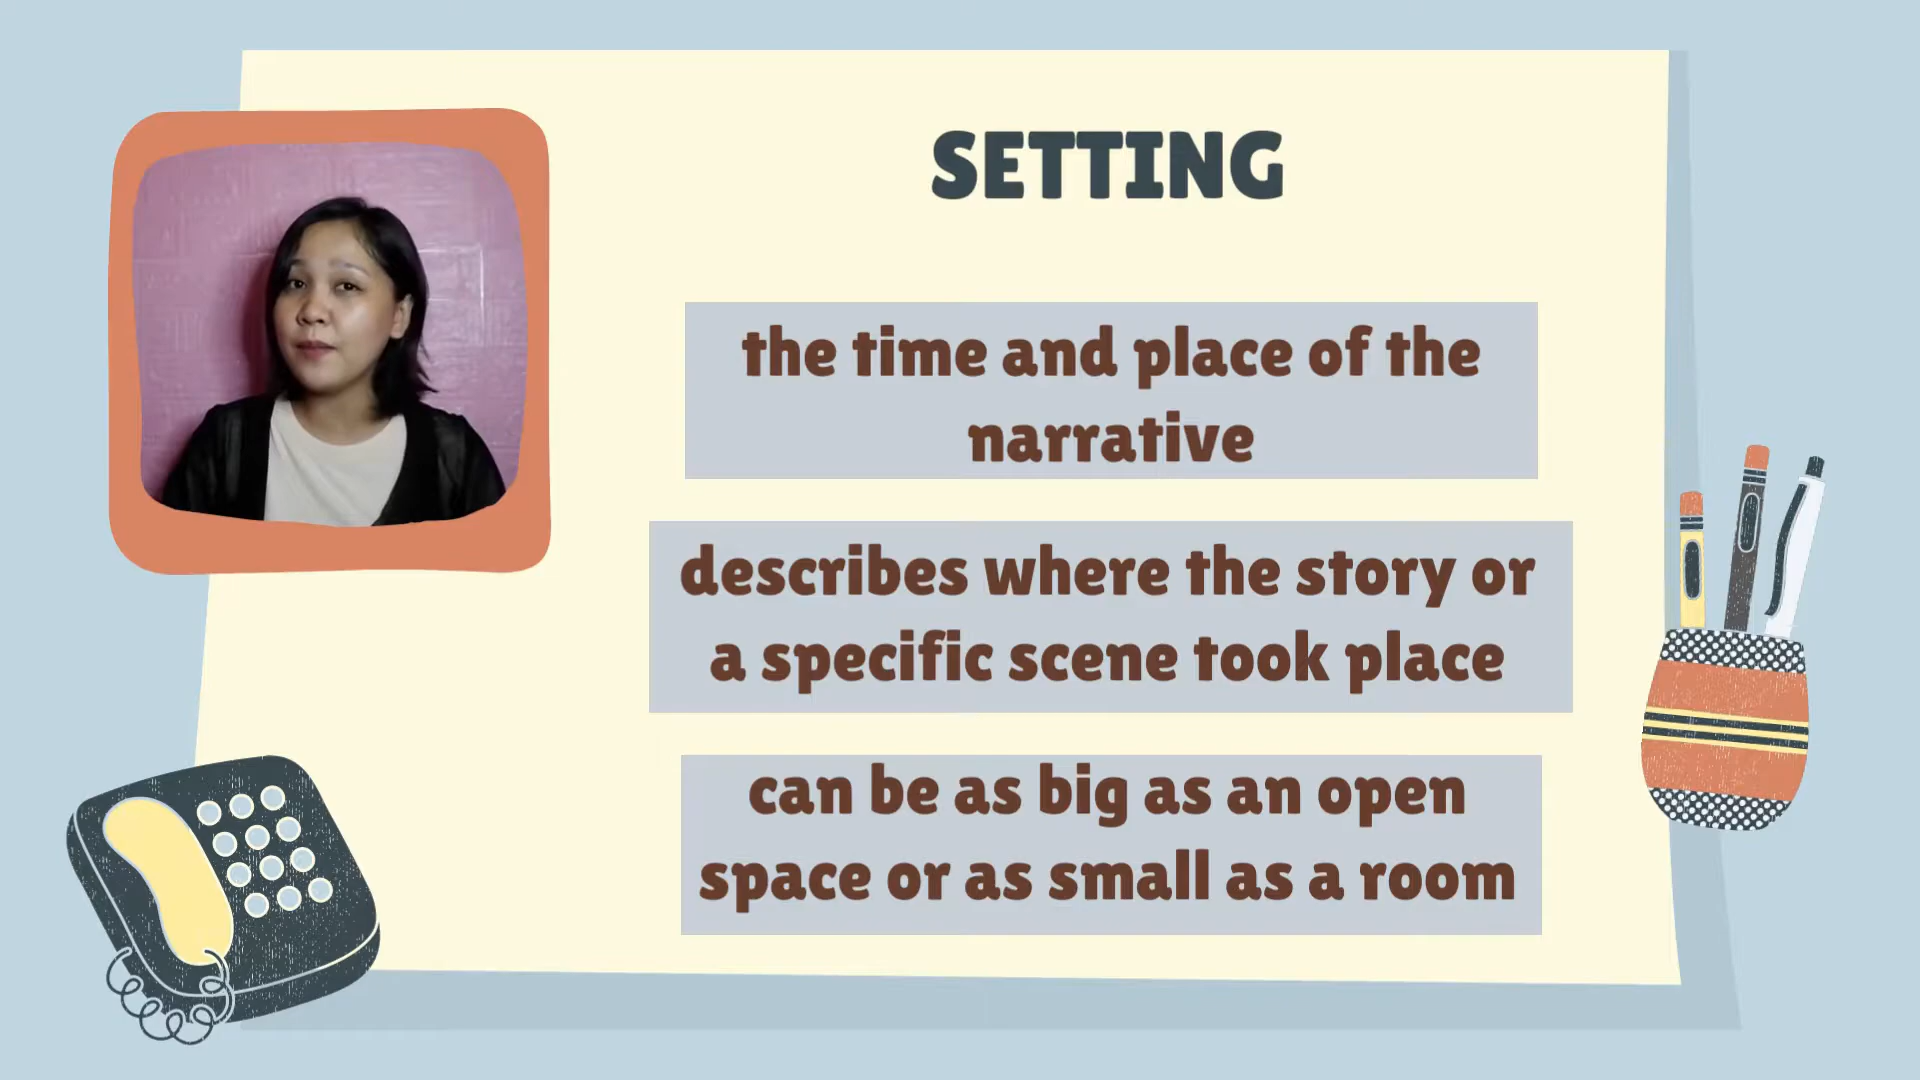 SETTING
the time and place of the
narrative
describes where the story or
a specific scene took place
can be as big as an open
space or as small as a room